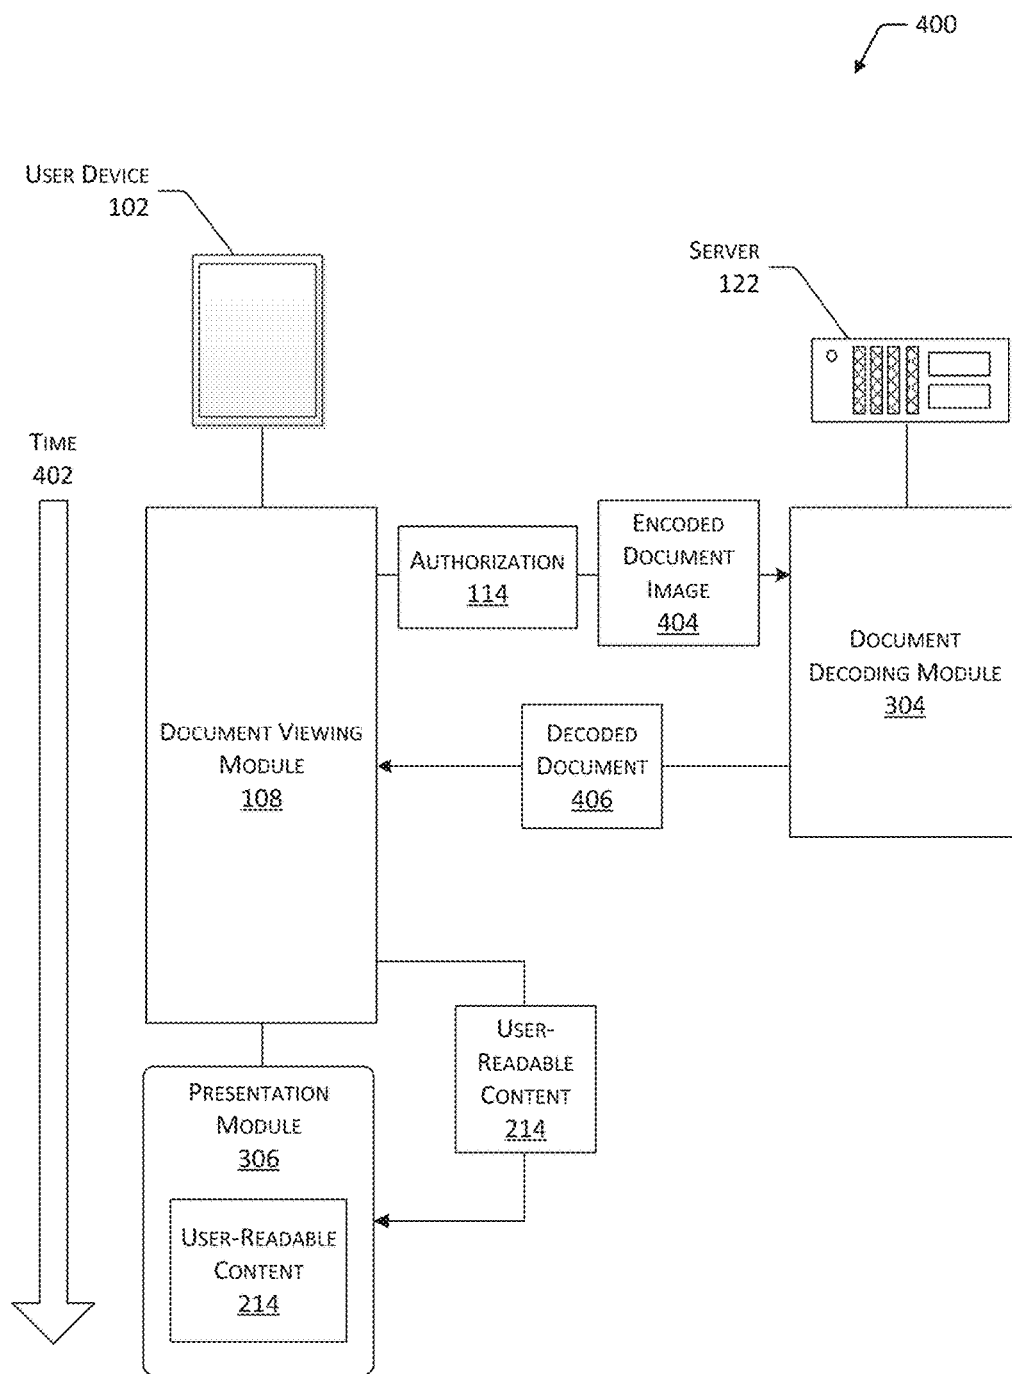 400
USER DEVICE
102
SERVER
122
TIME
402
AUTHORIZATION
114
ENCODED
DOCUMENT
IMAGE
404
DOCUMENT
DECODING MODULE
304
DOCUMENT VIEWING
MODULE
108
DECODED
DOCUMENT
406
USER-
READABLE
CONTENT
214
PRESENTATION
MODULE
306
USER-READABLE
CONTENT
214